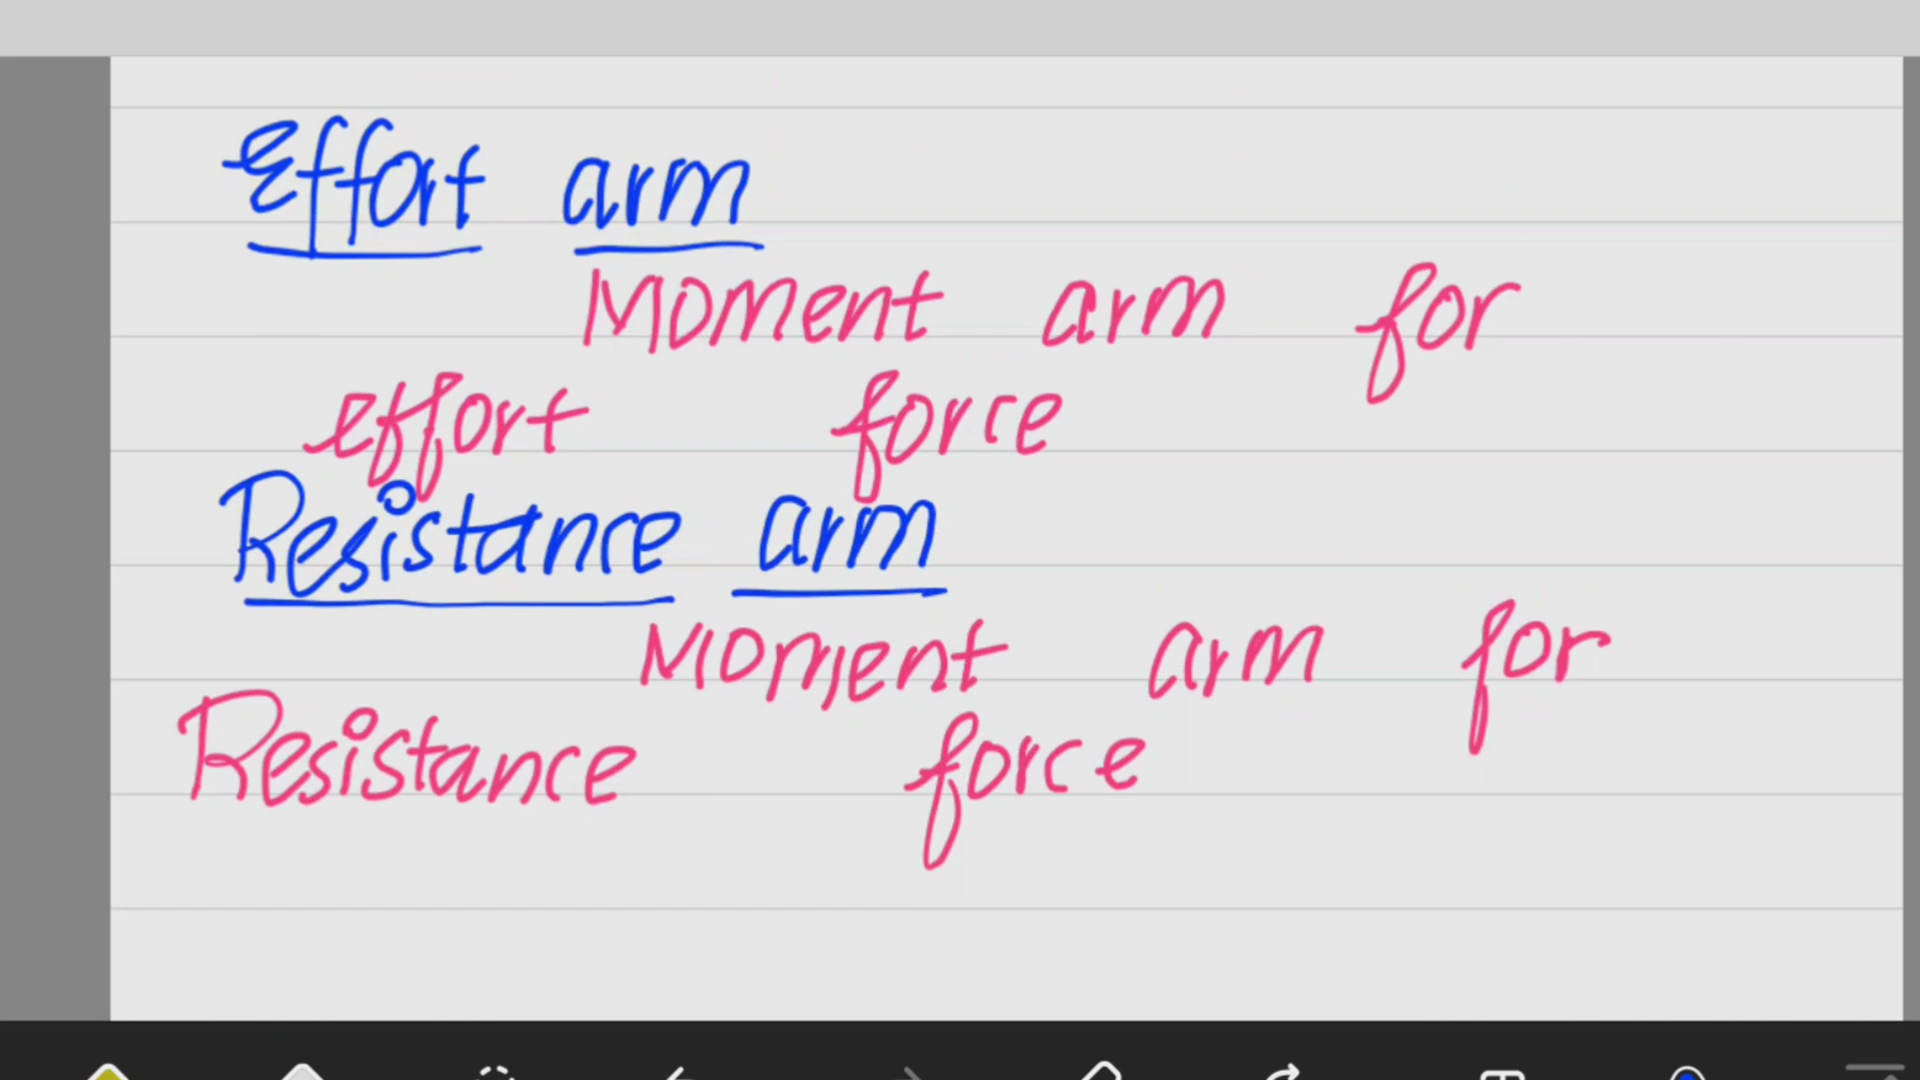 Effort arm
Moment arm for
effort force
Resistance arm
Moment arm for
Resistance force